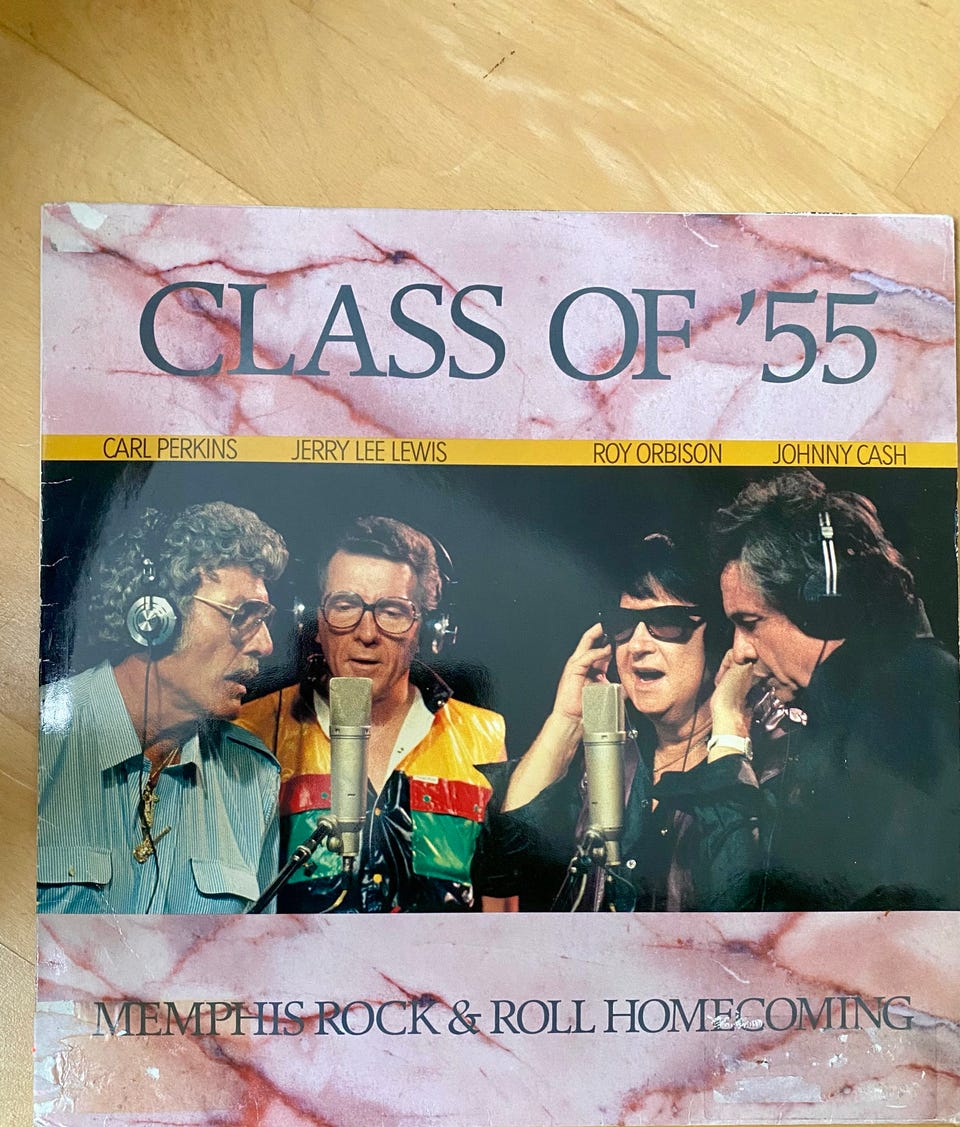 CLASS OF '55
CARL PERKINS JERRY LEE LEWIS ROY ORBISON JOHNNY CASH
MEMPHIS ROCK & ROLL HOMECOMING